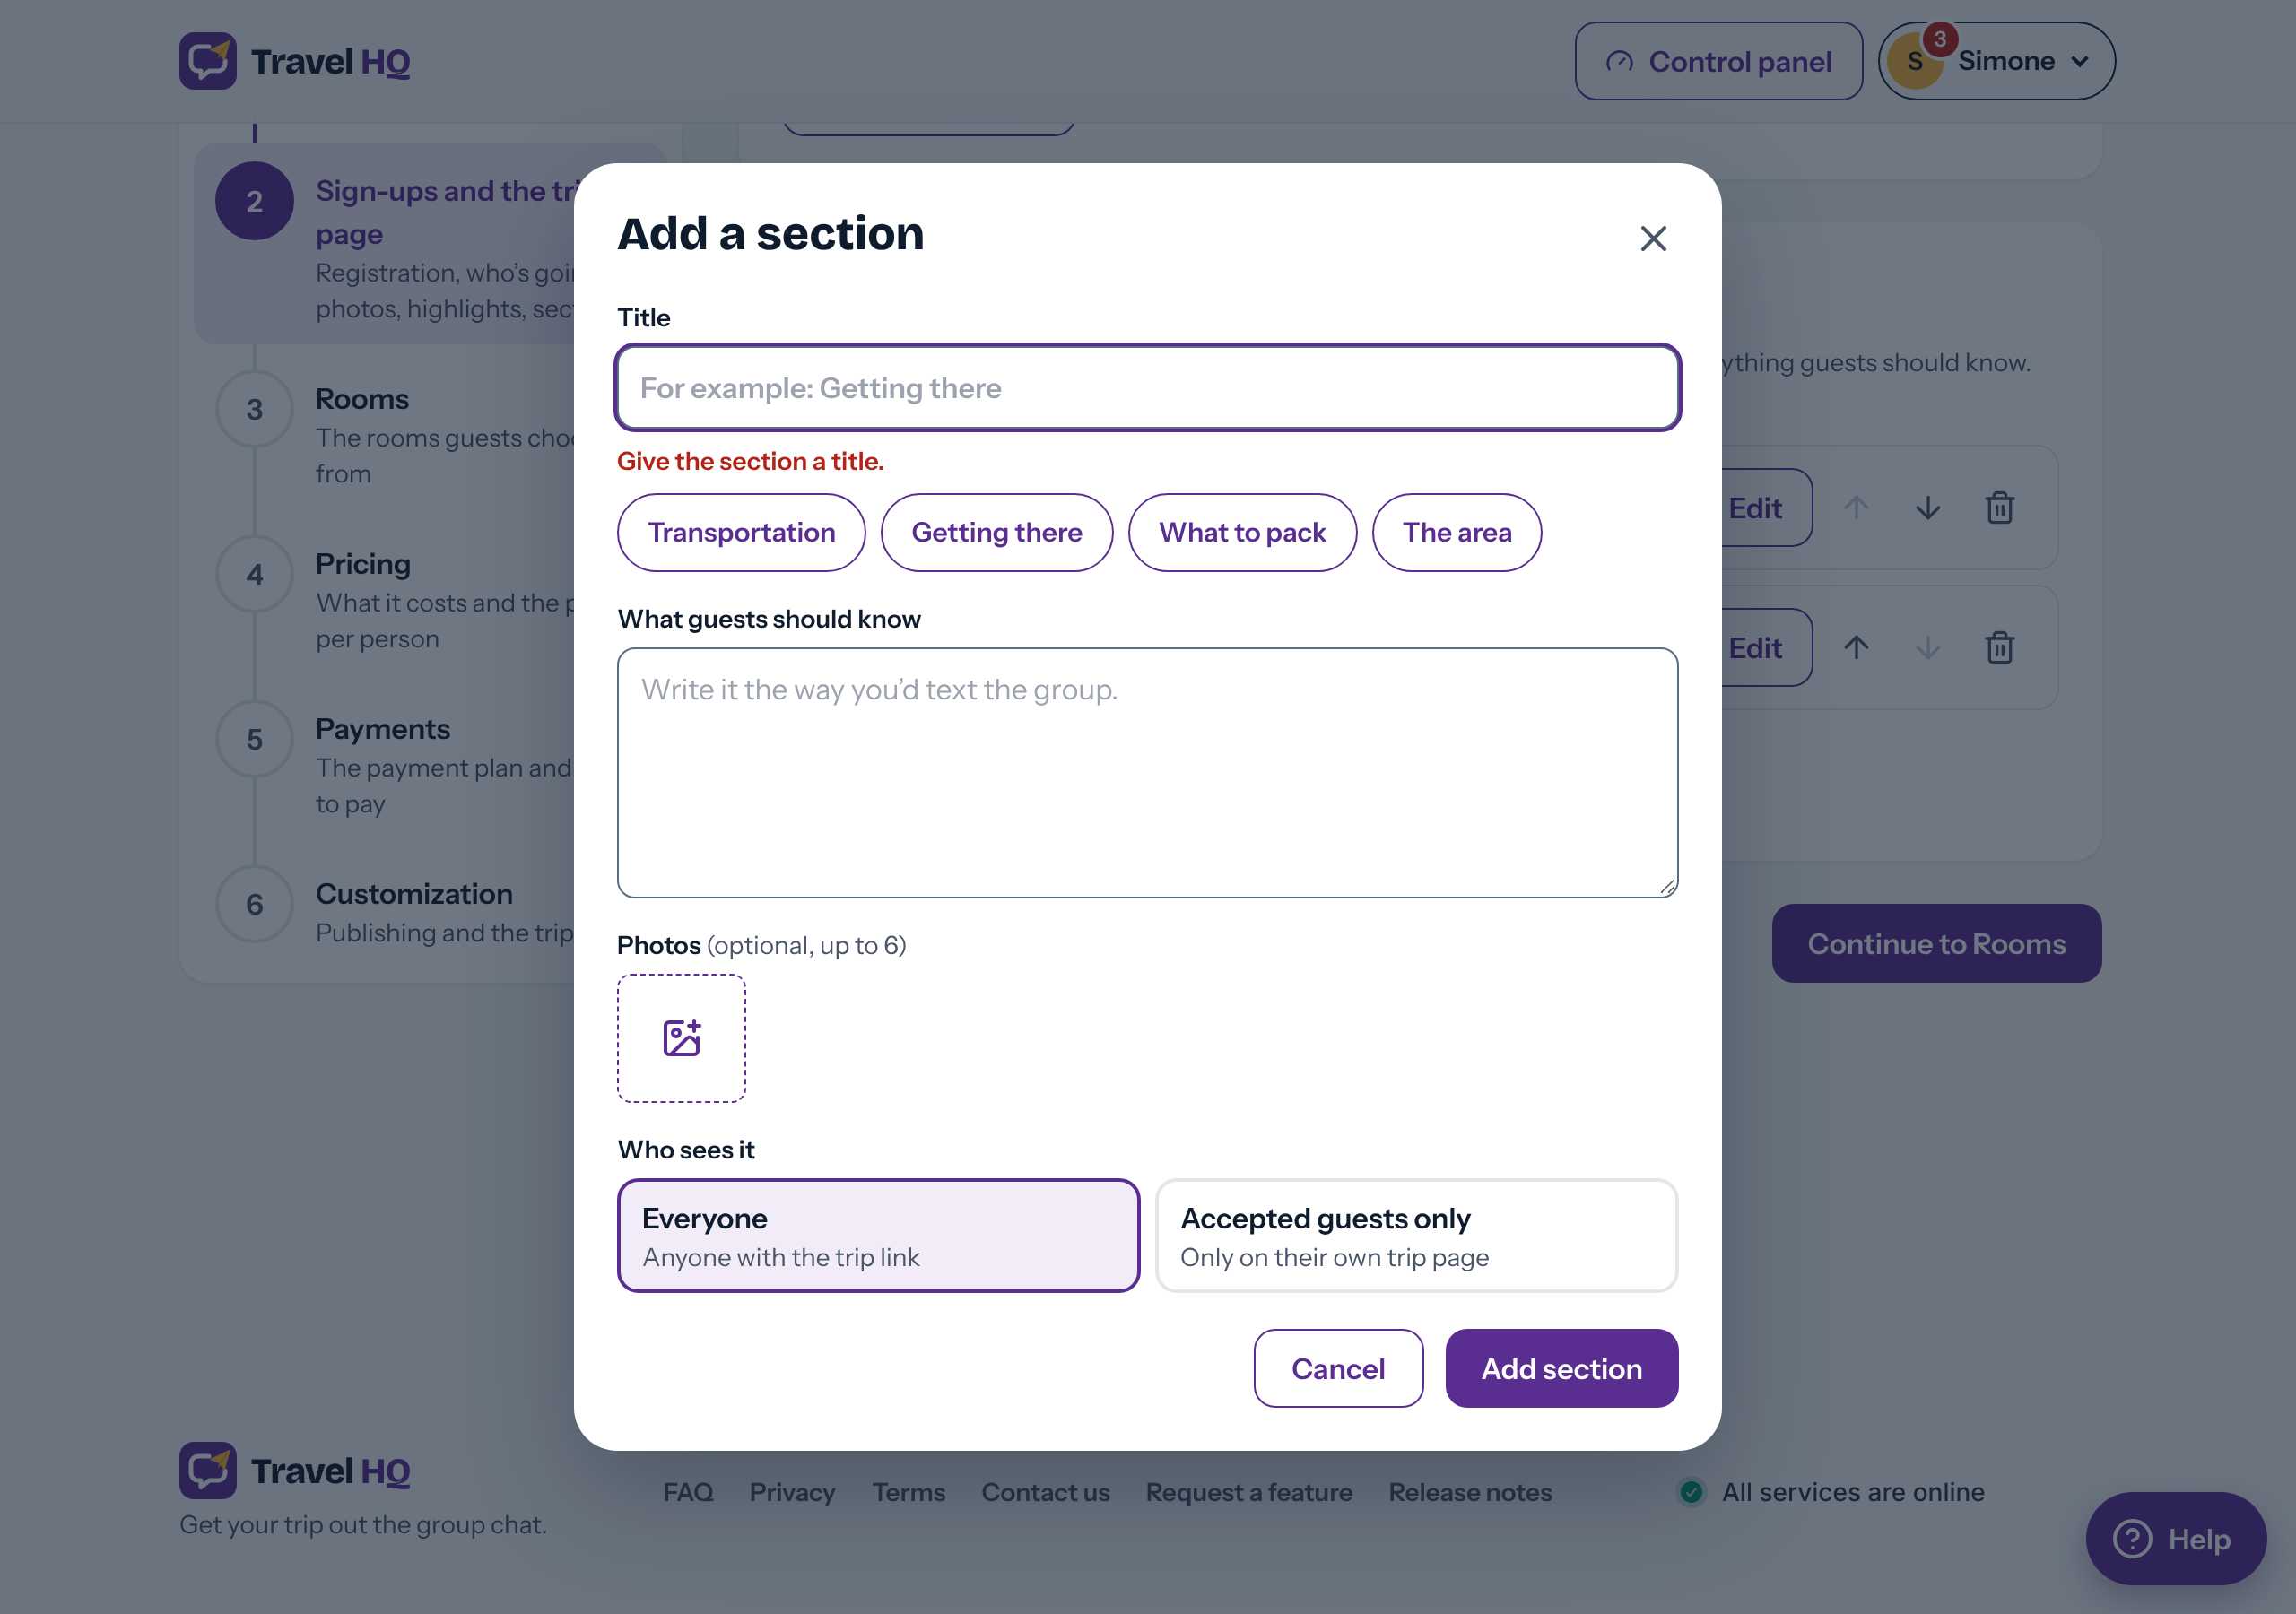 Travel HQ
Control panel
S
3
Simone
2
Sign-ups and the tri
page
Registration, who's goi
photos, highlights, sec
3
Rooms
The rooms guests choo
from
4
Pricing
What it costs and the p
per person
5
Payments
The payment plan and
to pay
6
Customization
Publishing and the trip
Add a section
Title
For example: Getting there
Give the section a title.
Transportation
Getting there
What to pack
The area
What guests should know
Write it the way you'd text the group.
Photos (optional, up to 6)
Who sees it
Everyone
Anyone with the trip link
Accepted guests only
Only on their own trip page
Cancel
Add section
ything guests should know.
Edit
Edit
Continue to Rooms
Travel HQ
Get your trip out the group chat.
FAQ
Privacy
Terms
Contact us
Request a feature
Release notes
All services are online
Help